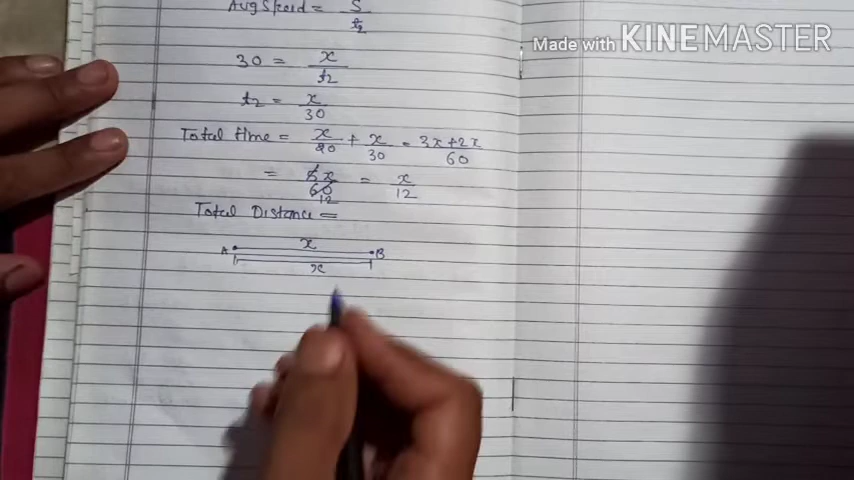 Avg Speed = S/t₂
Made with KINEMASTER
30 = x/t₂
t₂ = x/30
Total time = x/20 + x/30 = 3x+2x/60
= 5x/60 12 = x/12
Total Distance =
A x B
x